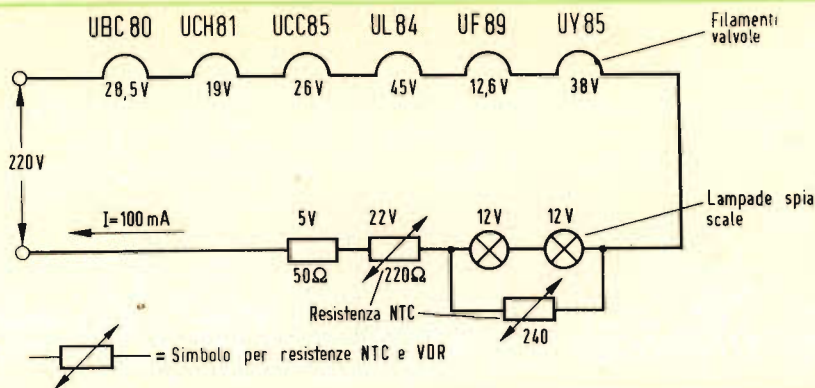 UBC 80 UCH81 UCC85 UL 84 UF 89 UY 85
Filamenti
valvole
28,5V 19V 26V 45V 12,6V 38V
220V
I=100 mA
5V 22V 12V 12V
Lampade spia
scale
50Ω 220Ω
Resistenza NTC
240
= Simbolo per resistenze NTC e VDR